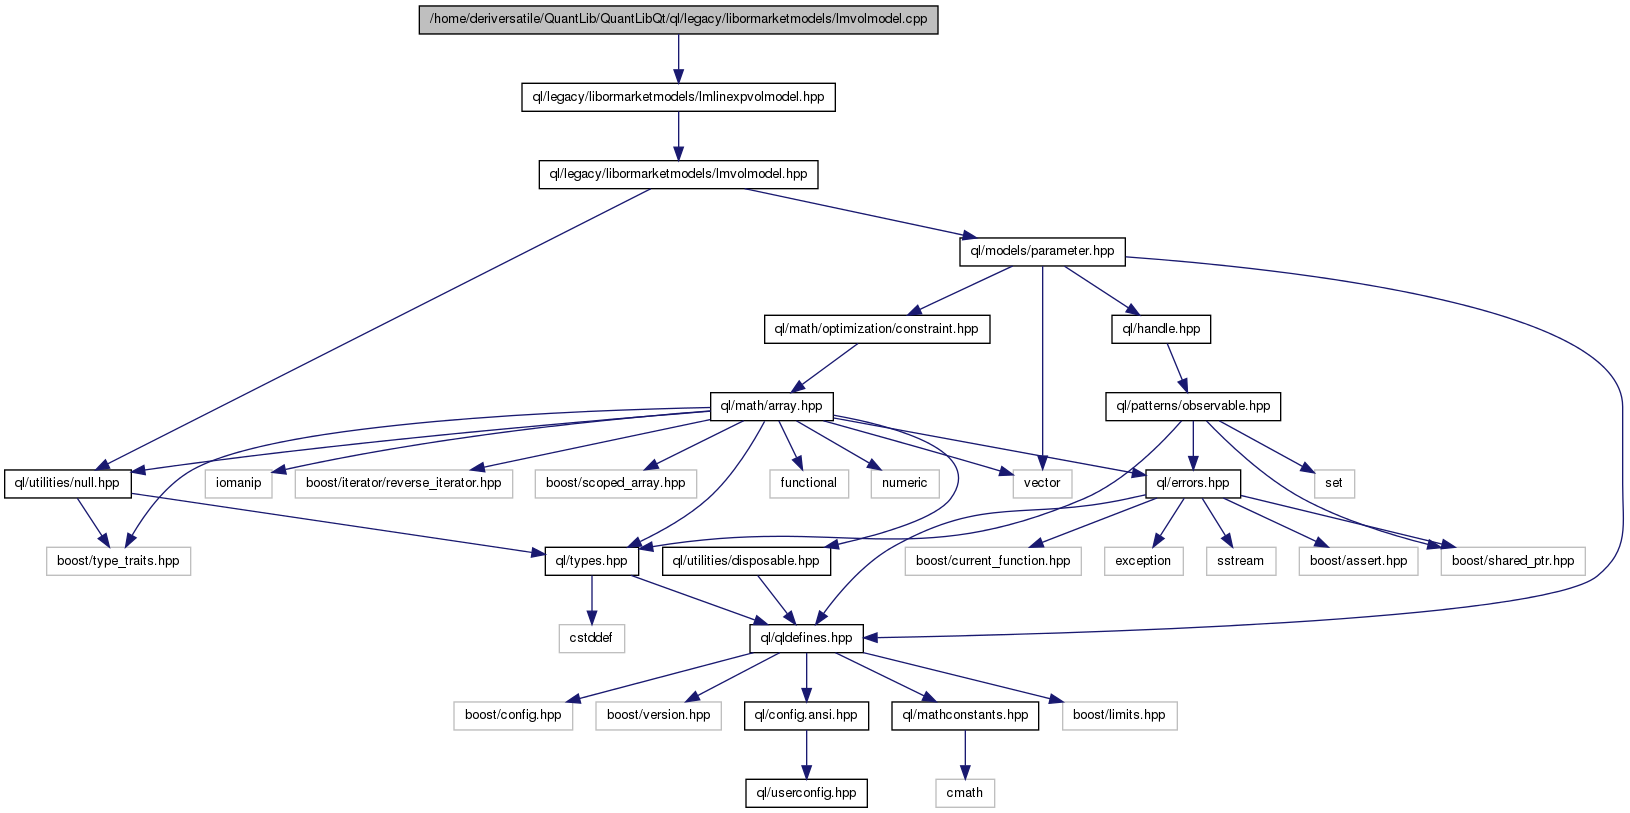 /home/deriversatile/QuantLib/QuantLibQt/ql/legacy/libormarketmodels/lmvolmodel.cpp
ql/legacy/libormarketmodels/lmlinexpvolmodel.hpp
ql/legacy/libormarketmodels/lmvolmodel.hpp
ql/models/parameter.hpp
ql/math/optimization/constraint.hpp
ql/handle.hpp
ql/math/array.hpp
ql/patterns/observable.hpp
ql/utilities/null.hpp
iomanip
boost/iterator/reverse_iterator.hpp
boost/scoped_array.hpp
functional
numeric
vector
ql/errors.hpp
set
boost/type_traits.hpp
ql/types.hpp
ql/utilities/disposable.hpp
boost/current_function.hpp
exception
sstream
boost/assert.hpp
boost/shared_ptr.hpp
cstddef
ql/qldefines.hpp
boost/config.hpp
boost/version.hpp
ql/config.ansi.hpp
ql/mathconstants.hpp
boost/limits.hpp
ql/userconfig.hpp
cmath